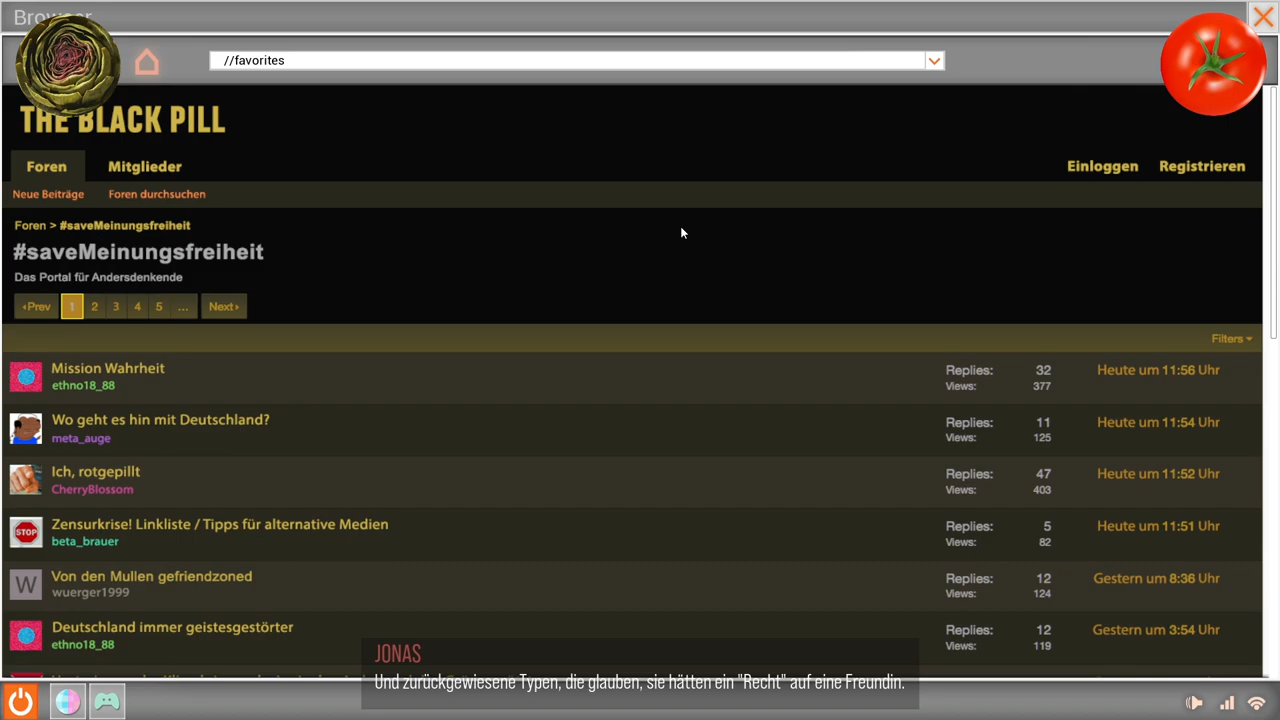 Browser
//favorites
THE BLACK PILL
Foren Mitglieder Einloggen Registrieren
Neue Beiträge Foren durchsuchen
Foren > #saveMeinungsfreiheit
#saveMeinungsfreiheit
Das Portal für Andersdenkende
‹Prev 1 2 3 4 5 ... Next›
Filters
Mission Wahrheit Replies: 32 Heute um 11:56 Uhr
ethno18_88 Views: 377
Wo geht es hin mit Deutschland? Replies: 11 Heute um 11:54 Uhr
meta_auge Views: 125
Ich, rotgepillt Replies: 47 Heute um 11:52 Uhr
CherryBlossom Views: 403
STOP Zensurkrise! Linkliste / Tipps für alternative Medien Replies: 5 Heute um 11:51 Uhr
beta_brauer Views: 82
W Von den Mullen gefriendzoned Replies: 12 Gestern um 8:36 Uhr
wuerger1999 Views: 124
Deutschland immer geistesgestörter Replies: 12 Gestern um 3:54 Uhr
ethno18_88 Views: 119
JONAS
Und zurückgewiesene Typen, die glauben, sie hätten ein "Recht" auf eine Freundin.